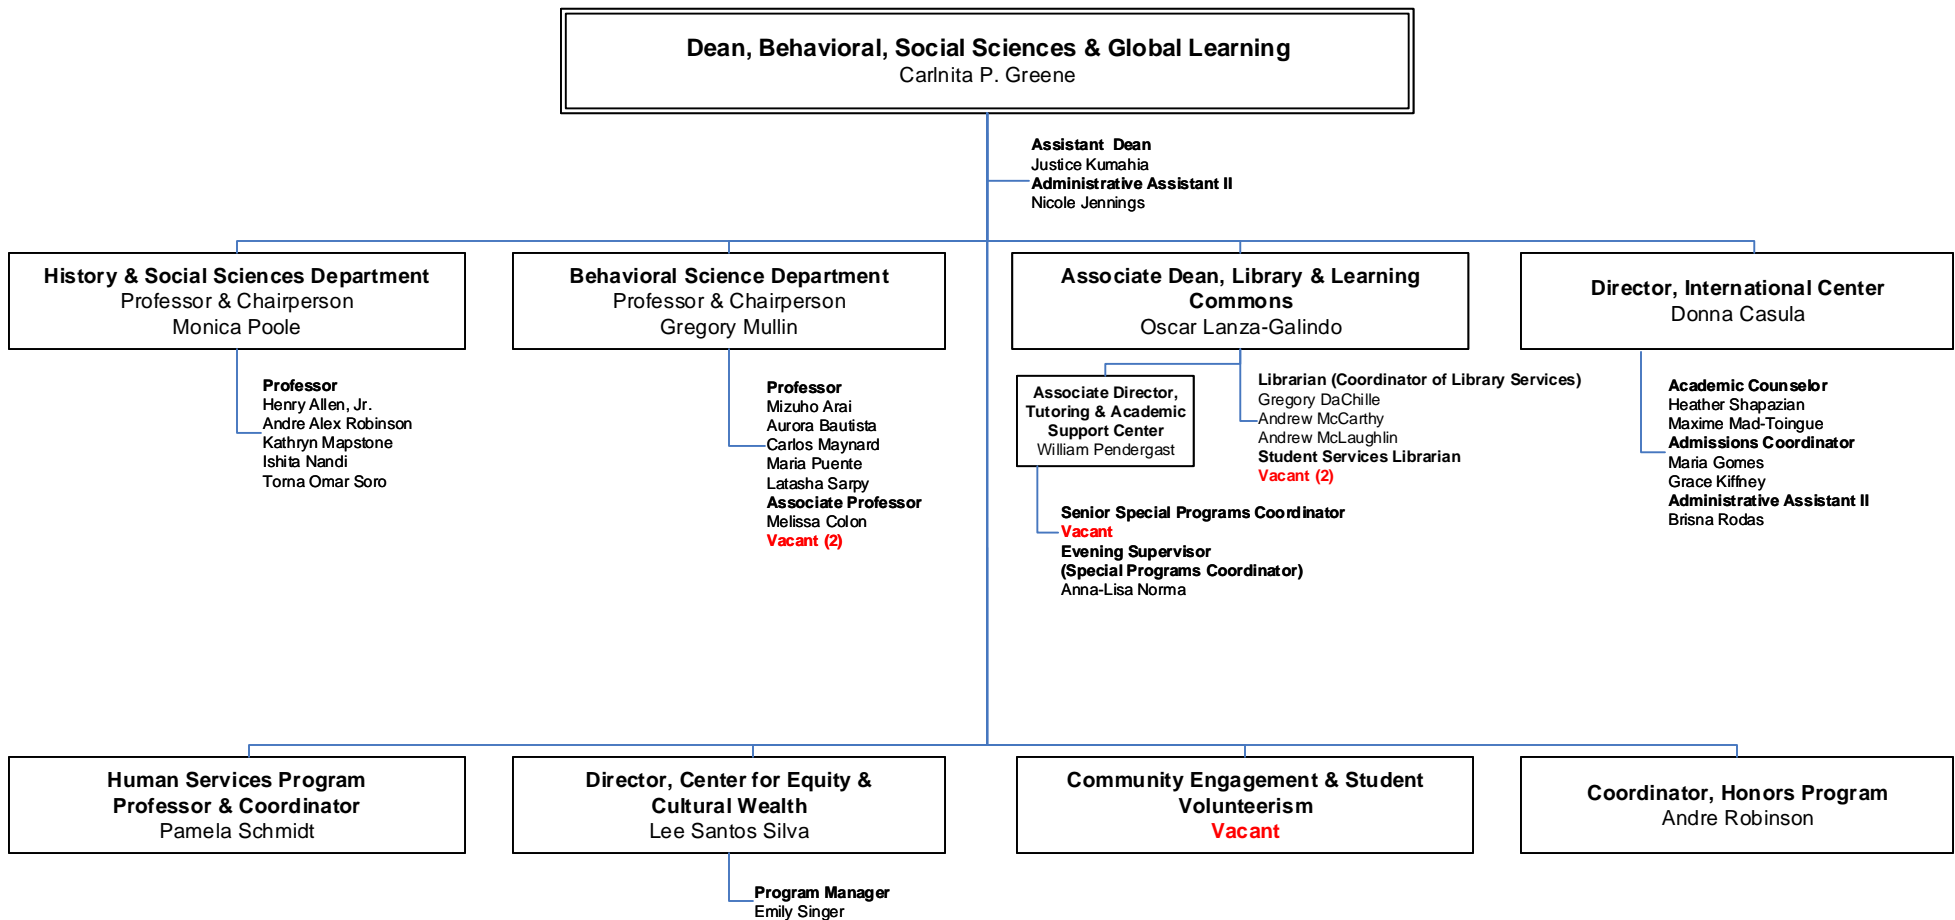 Dean, Behavioral, Social Sciences & Global Learning
Carlnita P. Greene
Assistant Dean
Justice Kumahia
Administrative Assistant II
Nicole Jennings
History & Social Sciences Department
Professor & Chairperson
Monica Poole
Professor
Henry Allen, Jr.
Andre Alex Robinson
Kathryn Mapstone
Ishita Nandi
Torna Omar Soro
Behavioral Science Department
Professor & Chairperson
Gregory Mullin
Professor
Mizuho Arai
Aurora Bautista
Carlos Maynard
Maria Puente
Latasha Sarpy
Associate Professor
Melissa Colon
Vacant (2)
Associate Dean, Library & Learning
Commons
Oscar Lanza-Galindo
Associate Director,
Tutoring & Academic
Support Center
William Pendergast
Senior Special Programs Coordinator
Vacant
Evening Supervisor
(Special Programs Coordinator)
Anna-Lisa Norma
Librarian (Coordinator of Library Services)
Gregory DaChille
Andrew McCarthy
Andrew McLaughlin
Student Services Librarian
Vacant (2)
Director, International Center
Donna Casula
Academic Counselor
Heather Shapazian
Maxime Mad-Toingue
Admissions Coordinator
Maria Gomes
Grace Kiffney
Administrative Assistant II
Brisna Rodas
Human Services Program
Professor & Coordinator
Pamela Schmidt
Director, Center for Equity &
Cultural Wealth
Lee Santos Silva
Program Manager
Emily Singer
Community Engagement & Student
Volunteerism
Vacant
Coordinator, Honors Program
Andre Robinson